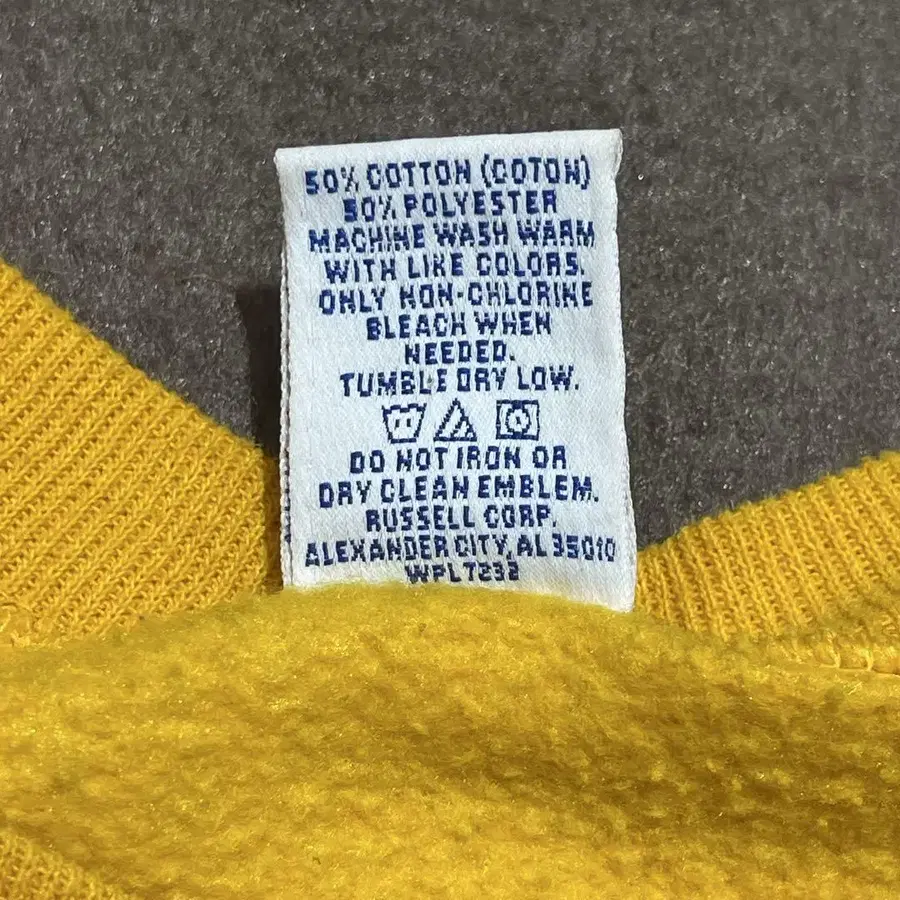 50% COTTON (COTON)
50% POLYESTER
MACHINE WASH WARM
WITH LIKE COLORS.
ONLY NON-CHLORINE
BLEACH WHEN
NEEDED.
TUMBLE DRY LOW.
DO NOT IRON OR
DRY CLEAN EMBLEM.
RUSSELL CORP.
ALEXANDER CITY, AL 35010
WPL7232